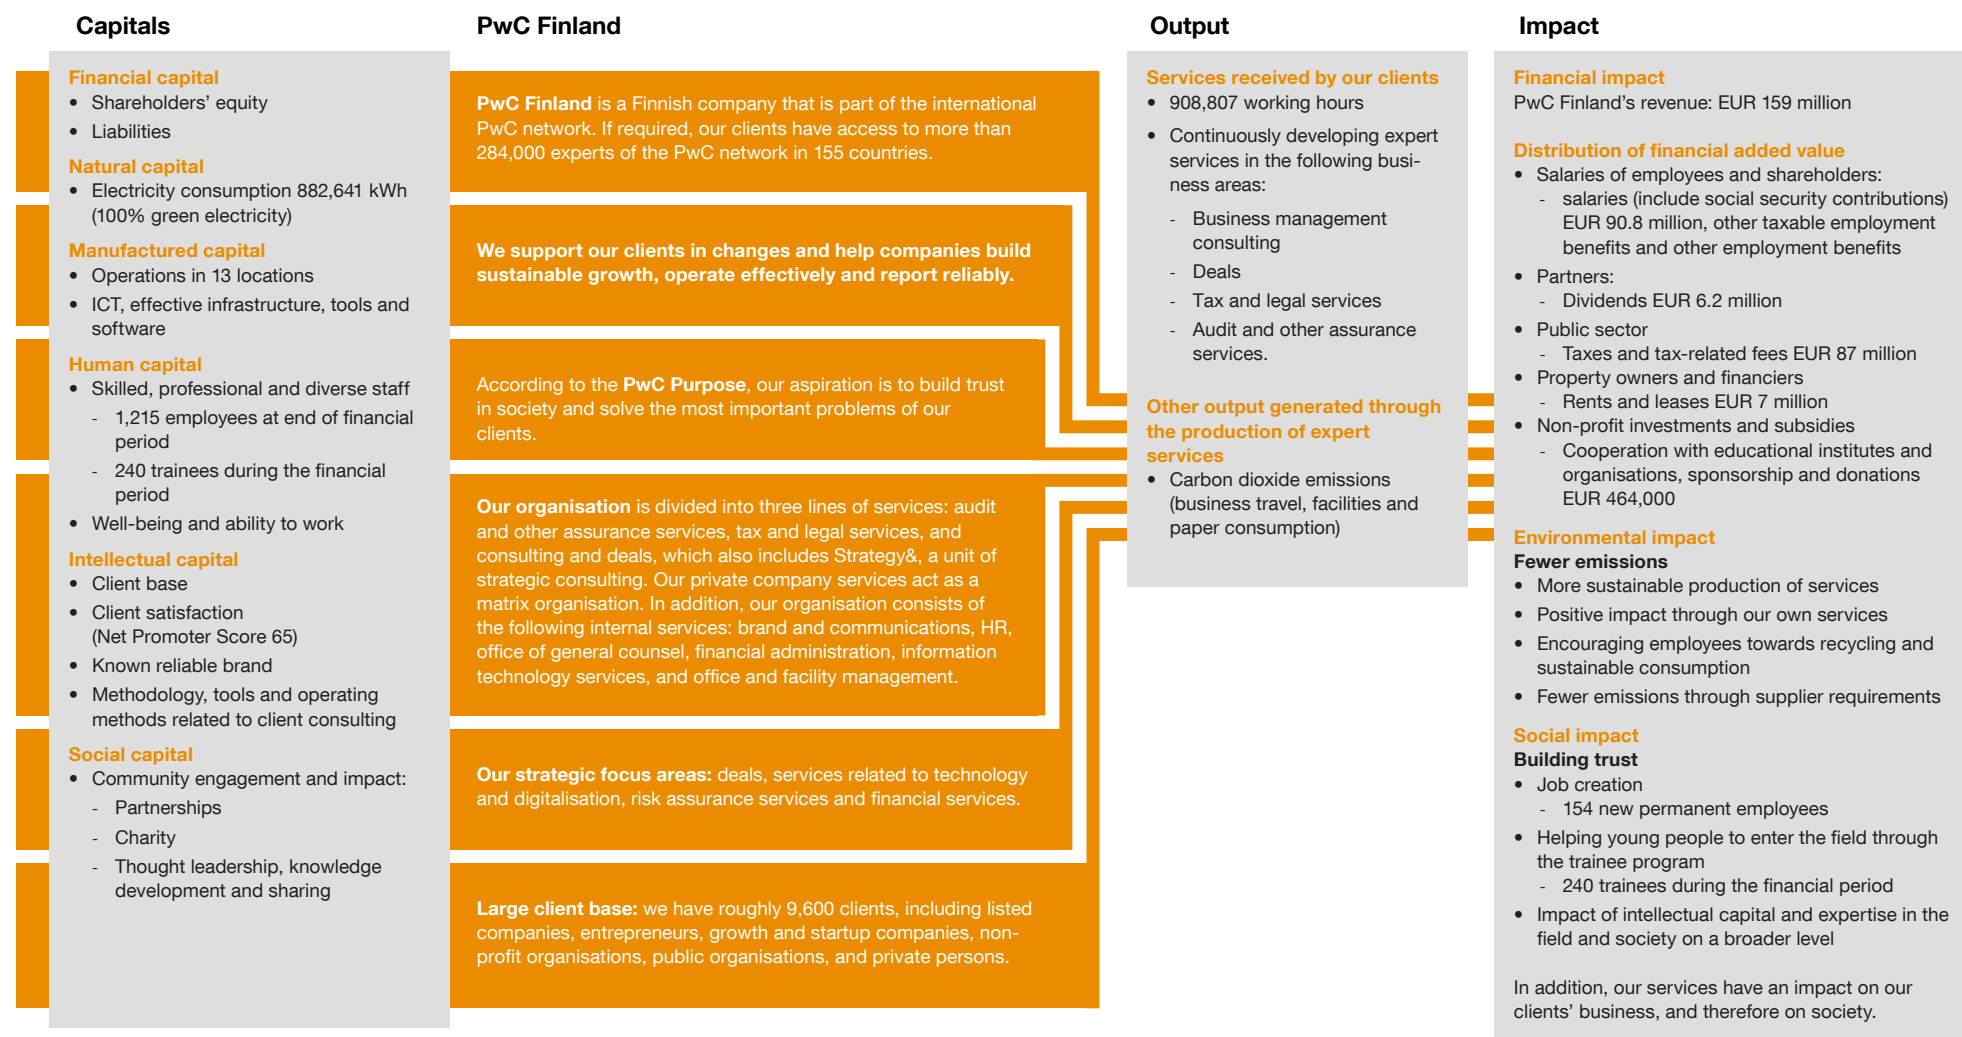 Capitals
Financial capital
• Shareholders’ equity
• Liabilities
Natural capital
• Electricity consumption 882,641 kWh
(100% green electricity)
Manufactured capital
• Operations in 13 locations
• ICT, effective infrastructure, tools and
software
Human capital
• Skilled, professional and diverse staff
- 1,215 employees at end of financial
period
- 240 trainees during the financial
period
• Well-being and ability to work
Intellectual capital
• Client base
• Client satisfaction
(Net Promoter Score 65)
• Known reliable brand
• Methodology, tools and operating
methods related to client consulting
Social capital
• Community engagement and impact:
- Partnerships
- Charity
- Thought leadership, knowledge
development and sharing
PwC Finland
PwC Finland is a Finnish company that is part of the international
PwC network. If required, our clients have access to more than
284,000 experts of the PwC network in 155 countries.
We support our clients in changes and help companies build
sustainable growth, operate effectively and report reliably.
According to the PwC Purpose, our aspiration is to build trust
in society and solve the most important problems of our
clients.
Our organisation is divided into three lines of services: audit
and other assurance services, tax and legal services, and
consulting and deals, which also includes Strategy&, a unit of
strategic consulting. Our private company services act as a
matrix organisation. In addition, our organisation consists of
the following internal services: brand and communications, HR,
office of general counsel, financial administration, information
technology services, and office and facility management.
Our strategic focus areas: deals, services related to technology
and digitalisation, risk assurance services and financial services.
Large client base: we have roughly 9,600 clients, including listed
companies, entrepreneurs, growth and startup companies, non-
profit organisations, public organisations, and private persons.
Output
Services received by our clients
• 908,807 working hours
• Continuously developing expert
services in the following busi-
ness areas:
- Business management
consulting
- Deals
- Tax and legal services
- Audit and other assurance
services.
Other output generated through
the production of expert
services
• Carbon dioxide emissions
(business travel, facilities and
paper consumption)
Impact
Financial impact
PwC Finland’s revenue: EUR 159 million
Distribution of financial added value
• Salaries of employees and shareholders:
- salaries (include social security contributions)
EUR 90.8 million, other taxable employment
benefits and other employment benefits
• Partners:
- Dividends EUR 6.2 million
• Public sector
- Taxes and tax-related fees EUR 87 million
• Property owners and financiers
- Rents and leases EUR 7 million
• Non-profit investments and subsidies
- Cooperation with educational institutes and
organisations, sponsorship and donations
EUR 464,000
Environmental impact
Fewer emissions
• More sustainable production of services
• Positive impact through our own services
• Encouraging employees towards recycling and
sustainable consumption
• Fewer emissions through supplier requirements
Social impact
Building trust
• Job creation
- 154 new permanent employees
• Helping young people to enter the field through
the trainee program
- 240 trainees during the financial period
• Impact of intellectual capital and expertise in the
field and society on a broader level
In addition, our services have an impact on our
clients’ business, and therefore on society.